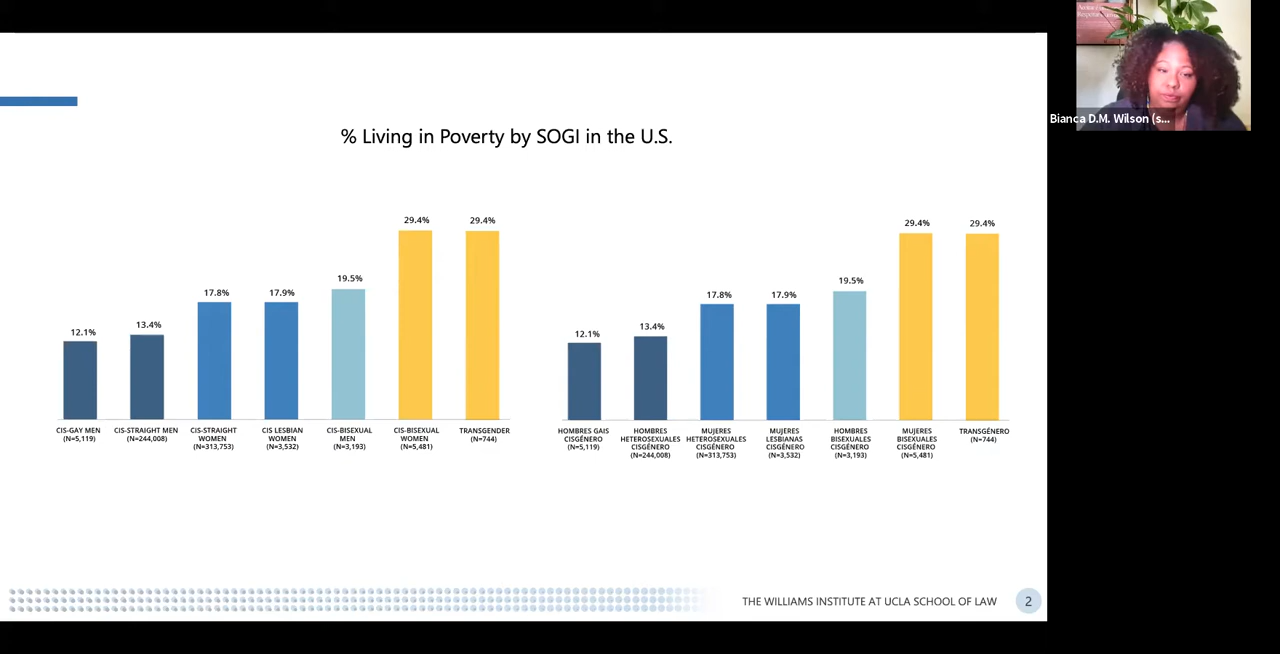 Bianca D.M. Wilson (s...
% Living in Poverty by SOGI in the U.S.
12.1%
13.4%
17.8%
17.9%
19.5%
29.4%
29.4%
CIS-GAY MEN
(N=5,119)
CIS-STRAIGHT MEN
(N=244,008)
CIS-STRAIGHT
WOMEN
(N=313,753)
CIS LESBIAN
WOMEN
(N=3,532)
CIS-BISEXUAL
MEN
(N=3,193)
CIS-BISEXUAL
WOMEN
(N=5,481)
TRANSGENDER
(N=744)
12.1%
13.4%
17.8%
17.9%
19.5%
29.4%
29.4%
HOMBRES GAIS
CISGÉNERO
(N=5,119)
HOMBRES
HETEROSEXUALES
CISGÉNERO
(N=244,008)
MUJERES
HETEROSEXUALES
CISGÉNERO
(N=313,753)
MUJERES
LESBIANAS
CISGÉNERO
(N=3,532)
HOMBRES
BISEXUALES
CISGÉNERO
(N=3,193)
MUJERES
BISEXUALES
CISGÉNERO
(N=5,481)
TRANSGÉNERO
(N=744)
THE WILLIAMS INSTITUTE AT UCLA SCHOOL OF LAW
2